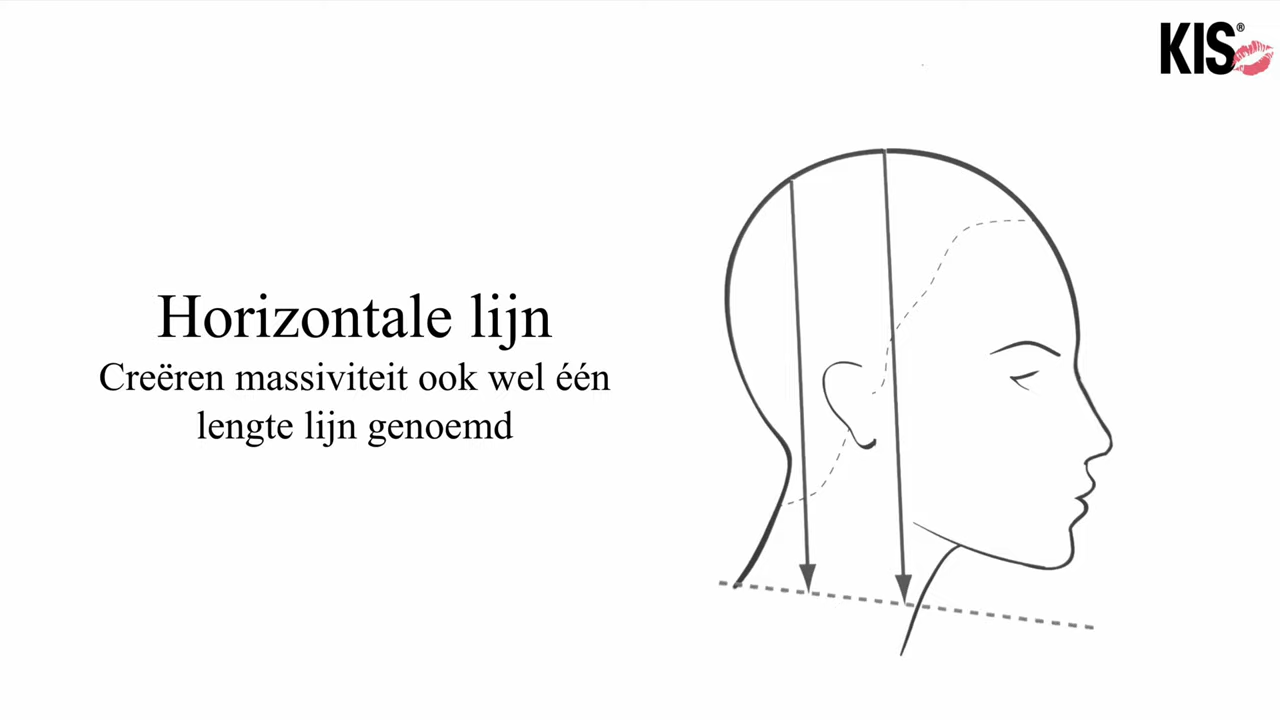 KIS®
Horizontale lijn
Creëren massiviteit ook wel één
lengte lijn genoemd